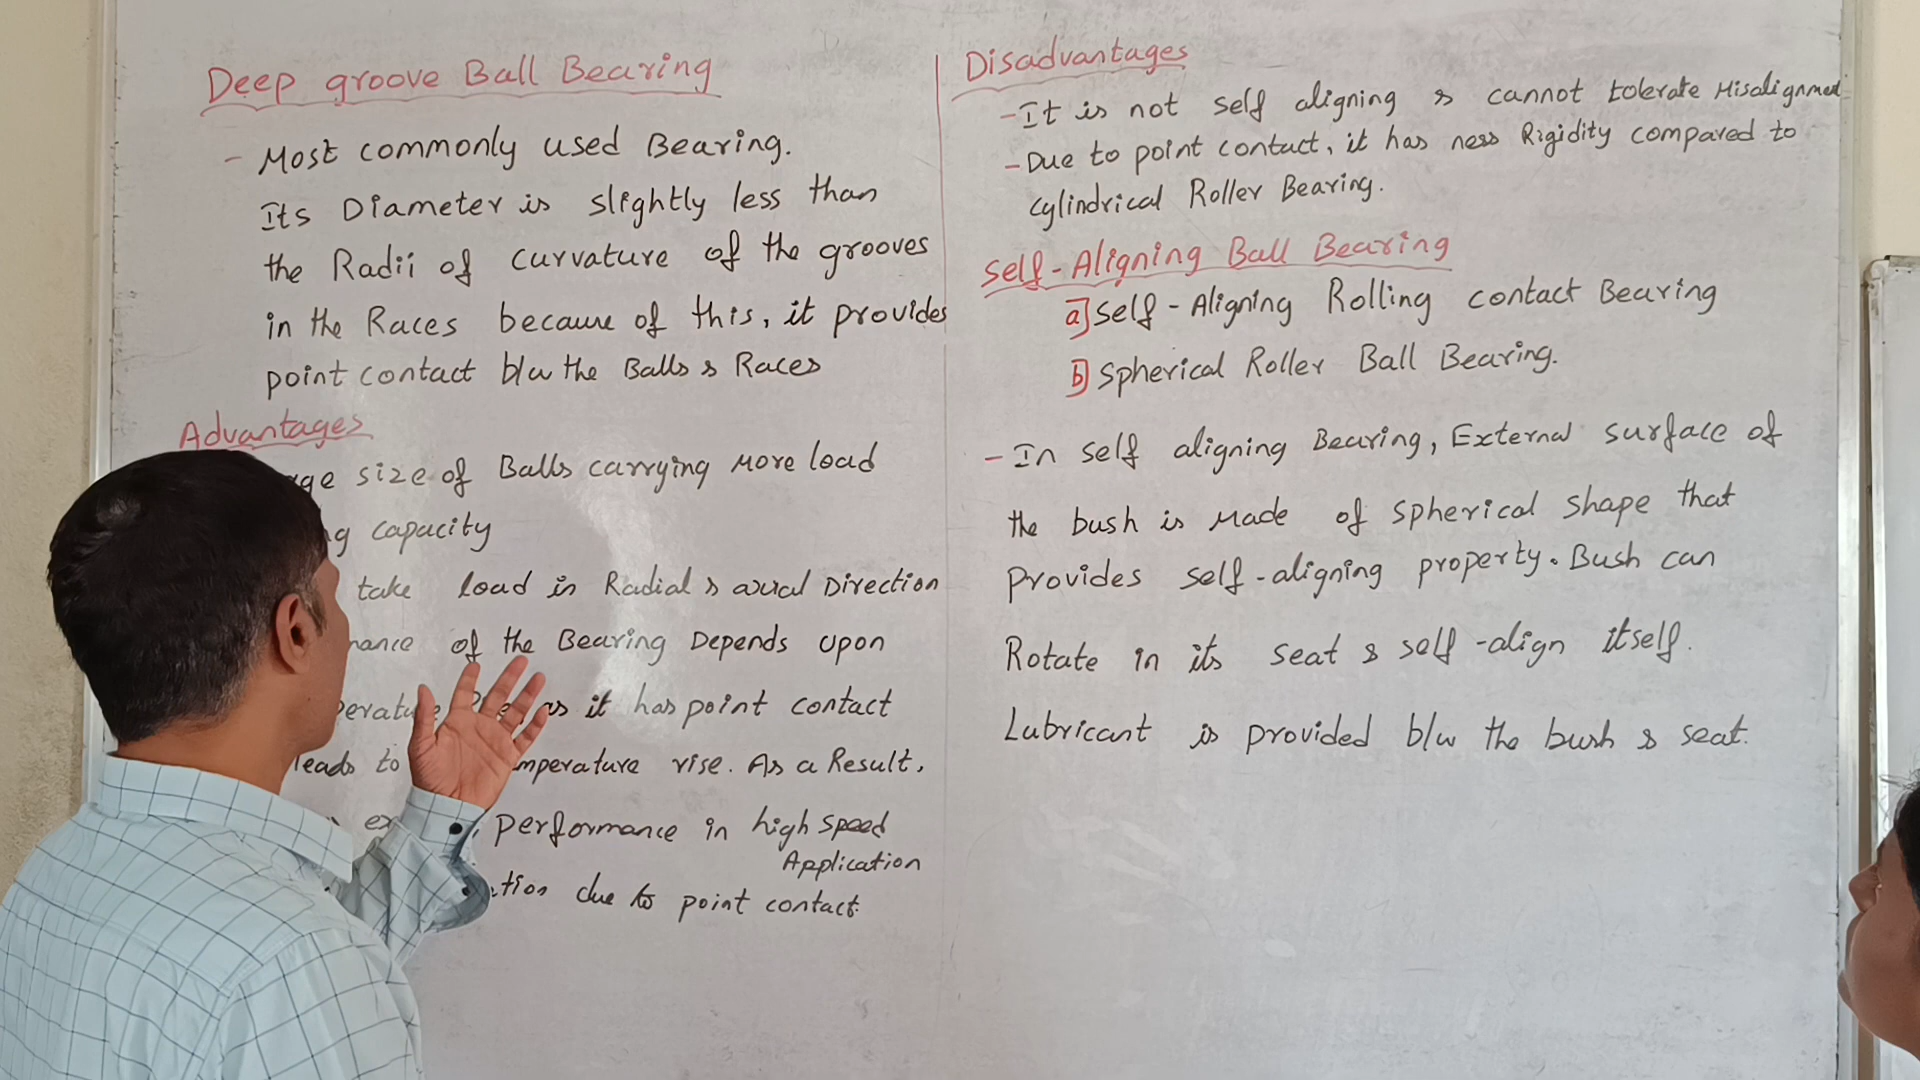 Deep groove Ball Bearing
- Most commonly used Bearing.
Its Diameter is slightly less than
the Radii of curvature of the grooves
in the Races because of this, it provides
point contact b/w the Balls & Races
Advantages
size of Balls carrying More load
capacity
take load in Radial & axial Direction
of the Bearing Depends upon
as it has point contact
leads to rise. As a Result,
performance in high speed
Application
due to point contact.
Disadvantages
- It is not self aligning & cannot tolerate Misalignment
- Due to point contact, it has ness Rigidity compared to
cylindrical Roller Bearing.
Self-Aligning Ball Bearing
a] Self-Aligning Rolling contact Bearing
b] Spherical Roller Ball Bearing.
- In self aligning Bearing, External surface of
the bush is Made of spherical shape that
provides self-aligning property. Bush can
Rotate in its seat & self-align itself.
Lubricant is provided b/w the bush & seat.